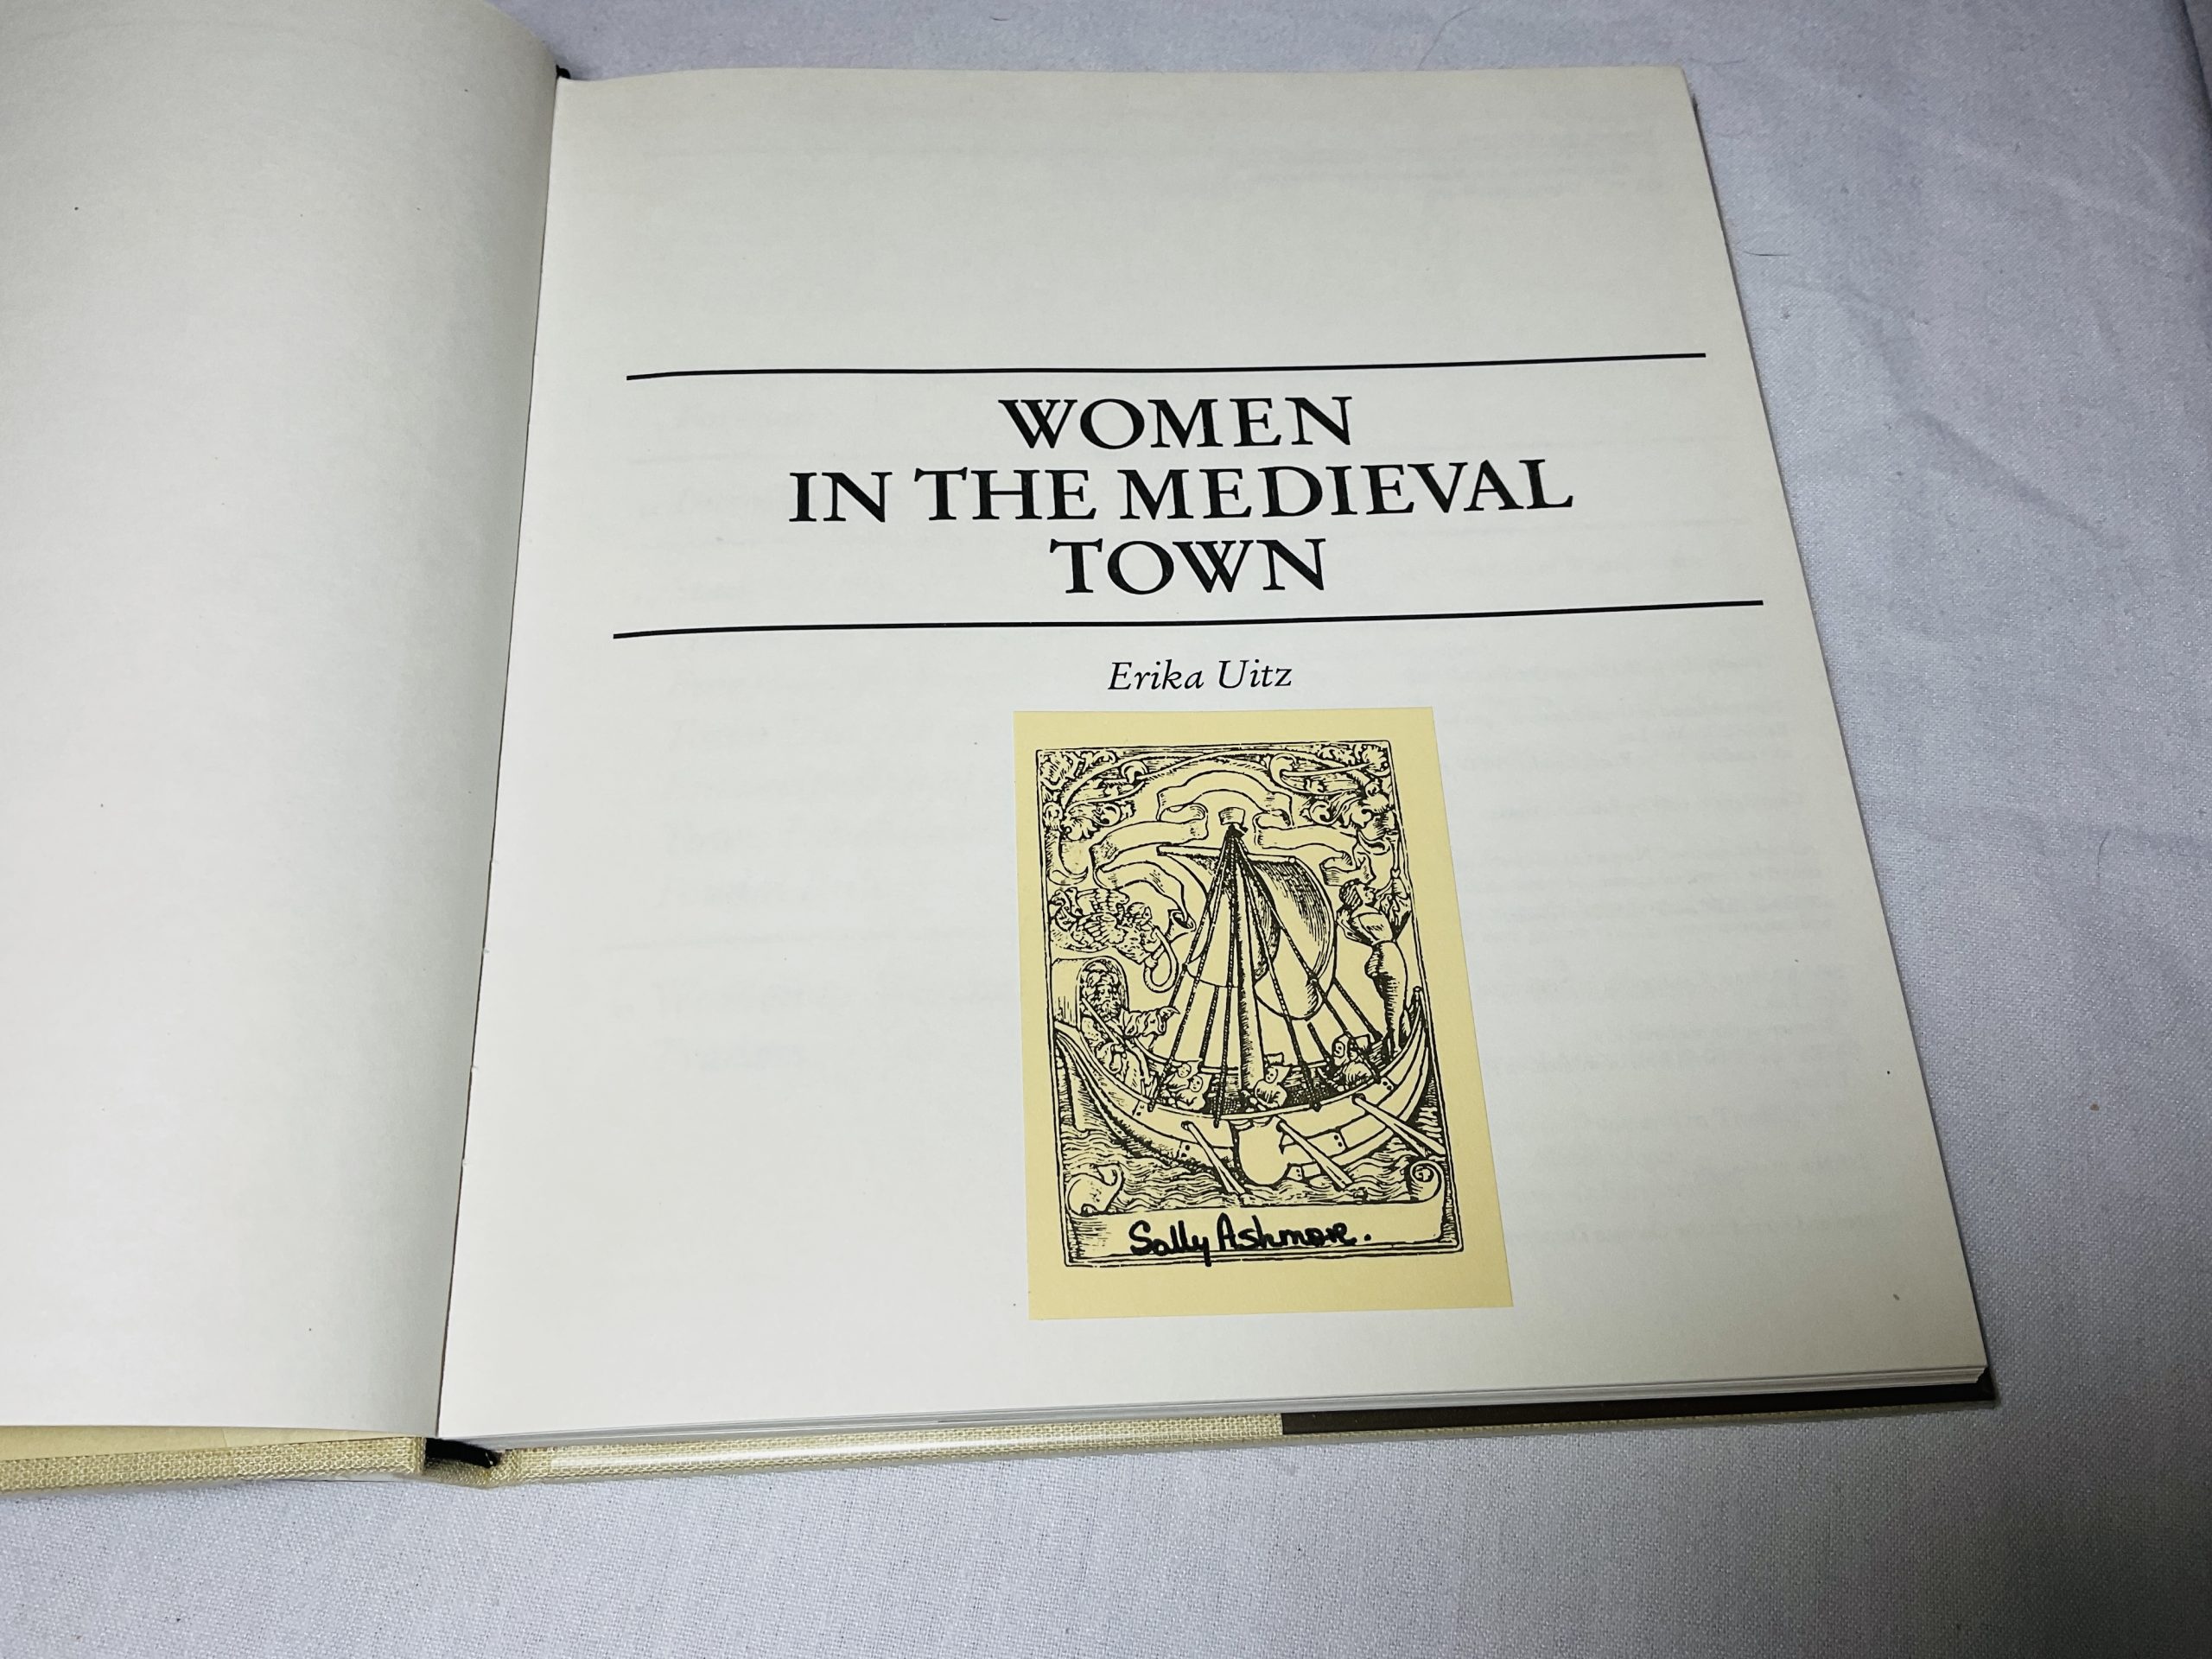 WOMEN
IN THE MEDIEVAL
TOWN
Erika Uitz
Sally Ashmore.